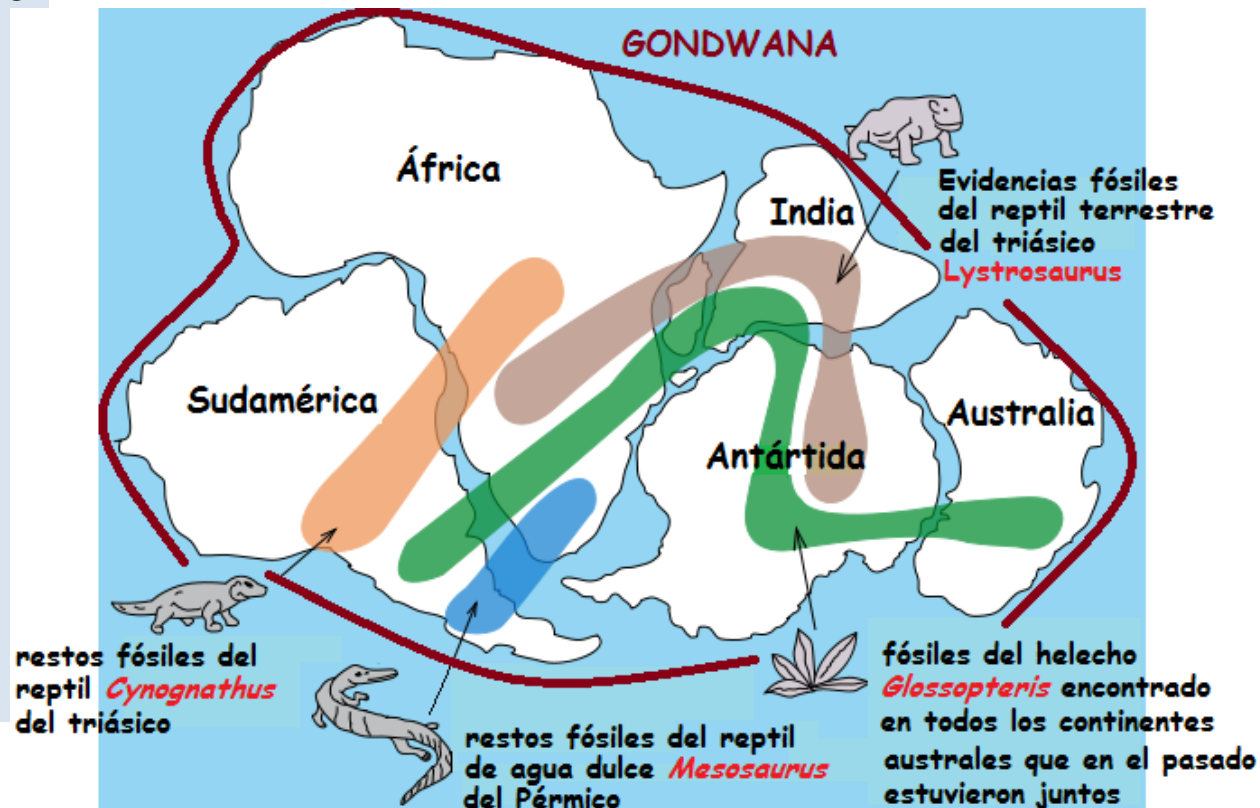 GONDWANA
África
India
Evidencias fósiles
del reptil terrestre
del triásico
Lystrosaurus
Sudamérica
Australia
Antártida
restos fósiles del
reptil Cynognathus
del triásico
restos fósiles del reptil
de agua dulce Mesosaurus
del Pérmico
fósiles del helecho
Glossopteris encontrado
en todos los continentes
australes que en el pasado
estuvieron juntos